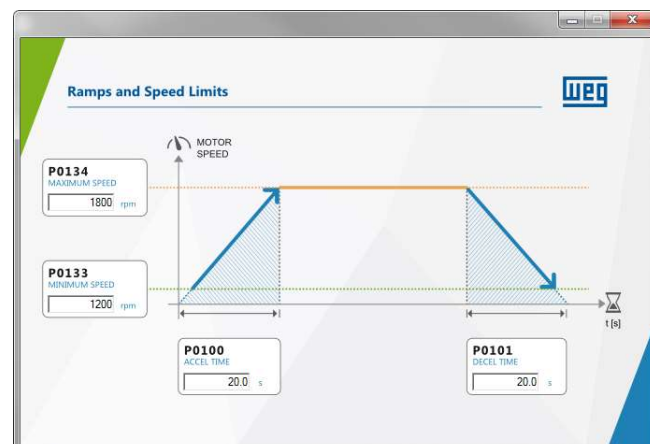 Ramps and Speed Limits
weg
MOTOR
SPEED
P0134
MAXIMUM SPEED
1800 rpm
P0133
MINIMUM SPEED
1200 rpm
t [s]
P0100
ACCEL TIME
20.0 s
P0101
DECEL TIME
20.0 s